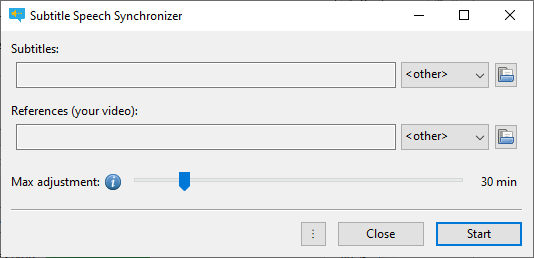 Subtitle Speech Synchronizer
Subtitles:
<other>
References (your video):
<other>
Max adjustment: 30 min
Close Start